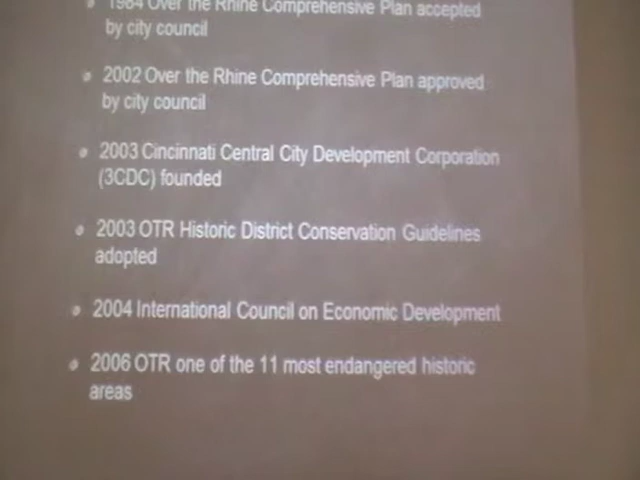 • 1984 Over the Rhine Comprehensive Plan accepted
by city council
• 2002 Over the Rhine Comprehensive Plan approved
by city council
• 2003 Cincinnati Central City Development Corporation
(3CDC) founded
• 2003 OTR Historic District Conservation Guidelines
adopted
• 2004 International Council on Economic Development
• 2006 OTR one of the 11 most endangered historic
areas